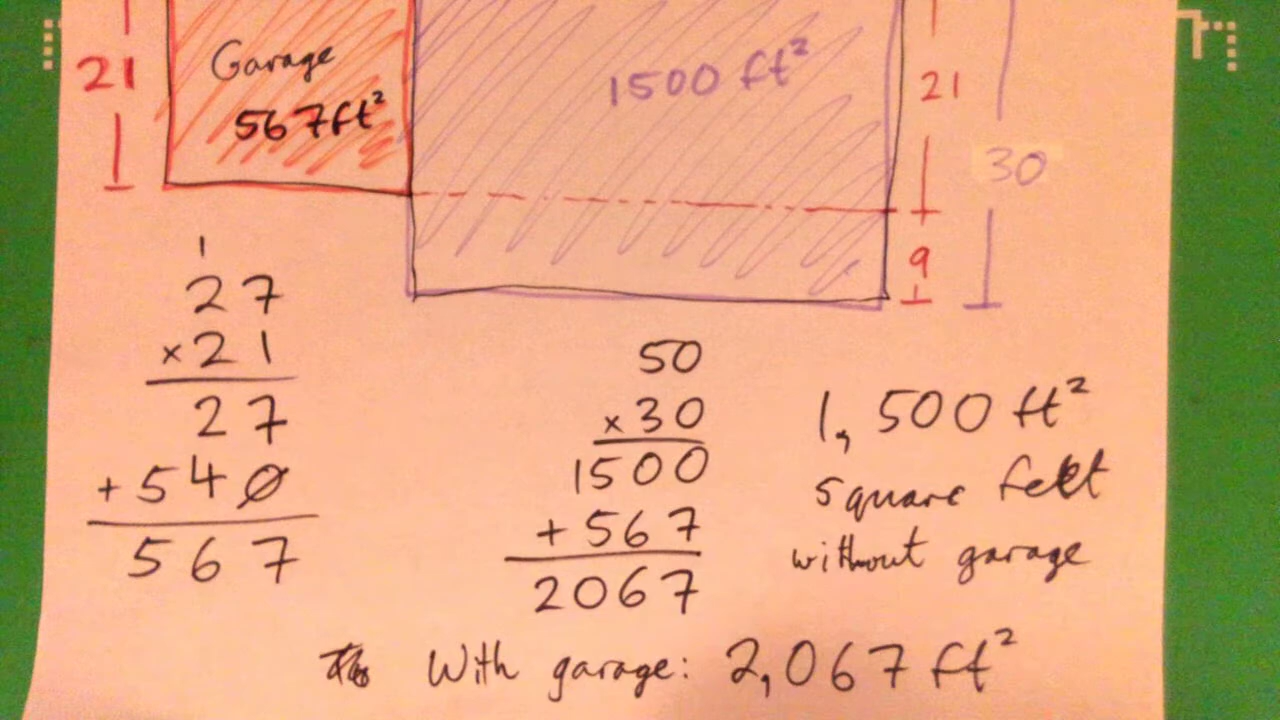 Garage
567ft²
21
1500 ft²
21
30
9
1
27
×21
27
+540
567
50
×30
1500
+567
2067
1,500 ft²
square feet
without garage
With garage: 2,067 ft²